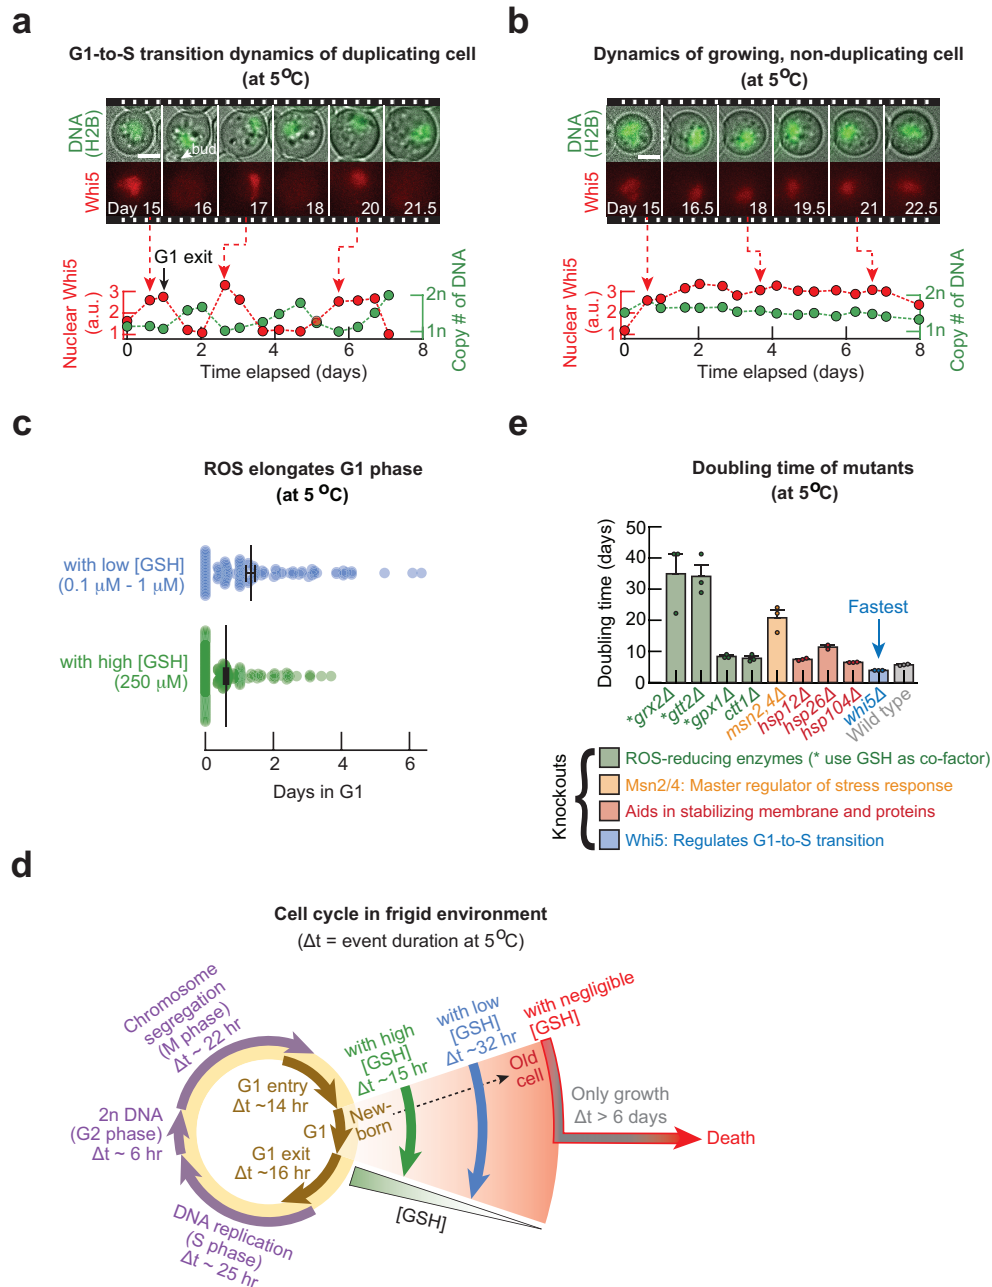 a
G1-to-S transition dynamics of duplicating cell
(at 5⁰C)
DNA
(H2B)
bud
Whi5
Day 15
16
17
18
20
21.5
G1 exit
Nuclear Whi5
(a.u.)
3
2
1
2n
1n
Copy # of DNA
0
2
4
6
8
Time elapsed (days)
b
Dynamics of growing, non-duplicating cell
(at 5⁰C)
DNA
(H2B)
Whi5
Day 15
16.5
18
19.5
21
22.5
Nuclear Whi5
(a.u.)
3
2
1
2n
1n
Copy # of DNA
0
2
4
6
8
Time elapsed (days)
c
ROS elongates G1 phase
(at 5 ⁰C)
with low [GSH]
(0.1 µM - 1 µM)
with high [GSH]
(250 µM)
0
2
4
6
Days in G1
e
Doubling time of mutants
(at 5⁰C)
Doubling time (days)
50
40
30
20
10
0
Fastest
*grx2Δ
*gtt2Δ
*gpx1Δ
ctt1Δ
msn2,4Δ
hsp12Δ
hsp26Δ
hsp104Δ
whi5Δ
Wild type
Knockouts
ROS-reducing enzymes (* use GSH as co-factor)
Msn2/4: Master regulator of stress response
Aids in stabilizing membrane and proteins
Whi5: Regulates G1-to-S transition
d
Cell cycle in frigid environment
(Δt = event duration at 5⁰C)
Chromosome
segregation
(M phase)
Δt ~ 22 hr
2n DNA
(G2 phase)
Δt ~ 6 hr
DNA replication
(S phase)
Δt ~ 25 hr
G1 entry
Δt ~14 hr
G1
G1 exit
Δt ~16 hr
New-
born
with high
[GSH]
Δt ~15 hr
with low
[GSH]
Δt ~32 hr
with negligible
[GSH]
Old
cell
Only growth
Δt > 6 days
Death
[GSH]